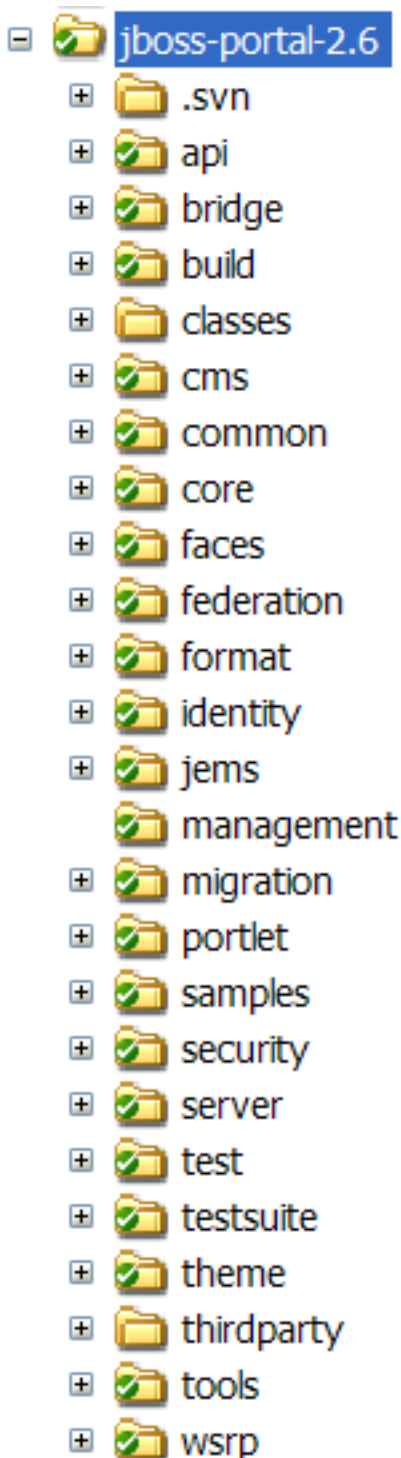 jboss-portal-2.6
.svn
api
bridge
build
classes
cms
common
core
faces
federation
format
identity
jems
management
migration
portlet
samples
security
server
test
testsuite
theme
thirdparty
tools
wsrp